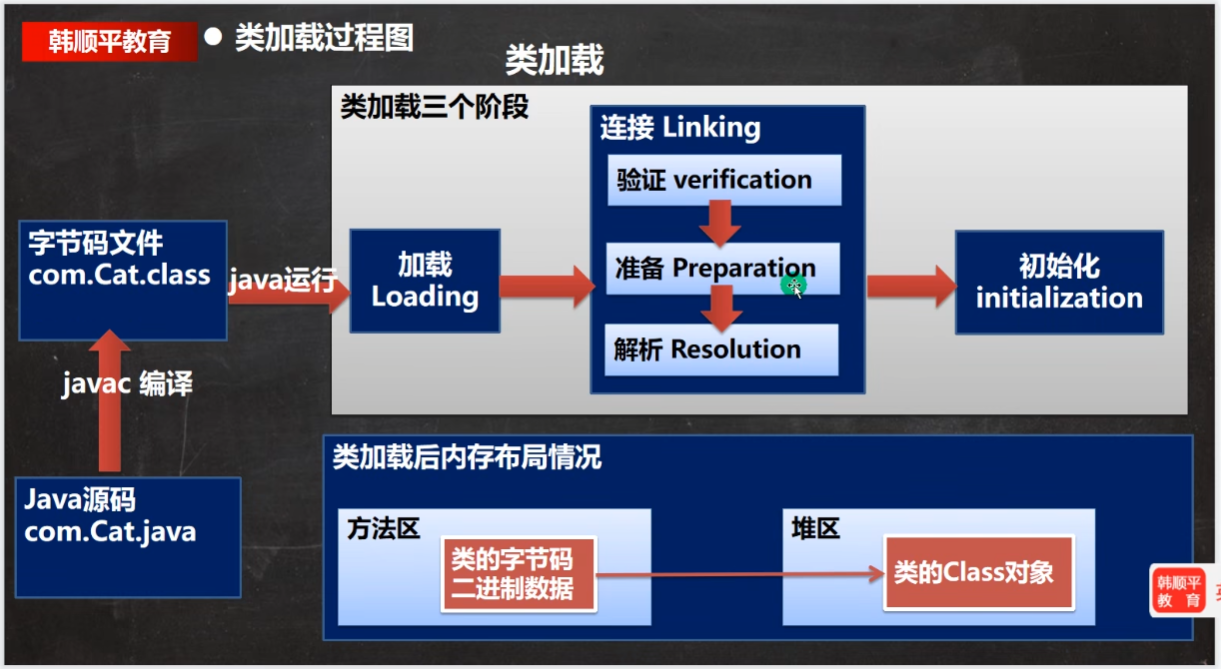 韩顺平教育
● 类加载过程图
类加载
类加载三个阶段
连接 Linking
验证 verification
准备 Preparation
解析 Resolution
字节码文件
com.Cat.class
java运行
加载
Loading
初始化
initialization
javac 编译
Java源码
com.Cat.java
类加载后内存布局情况
方法区
类的字节码
二进制数据
堆区
类的Class对象
韩顺平
教 育